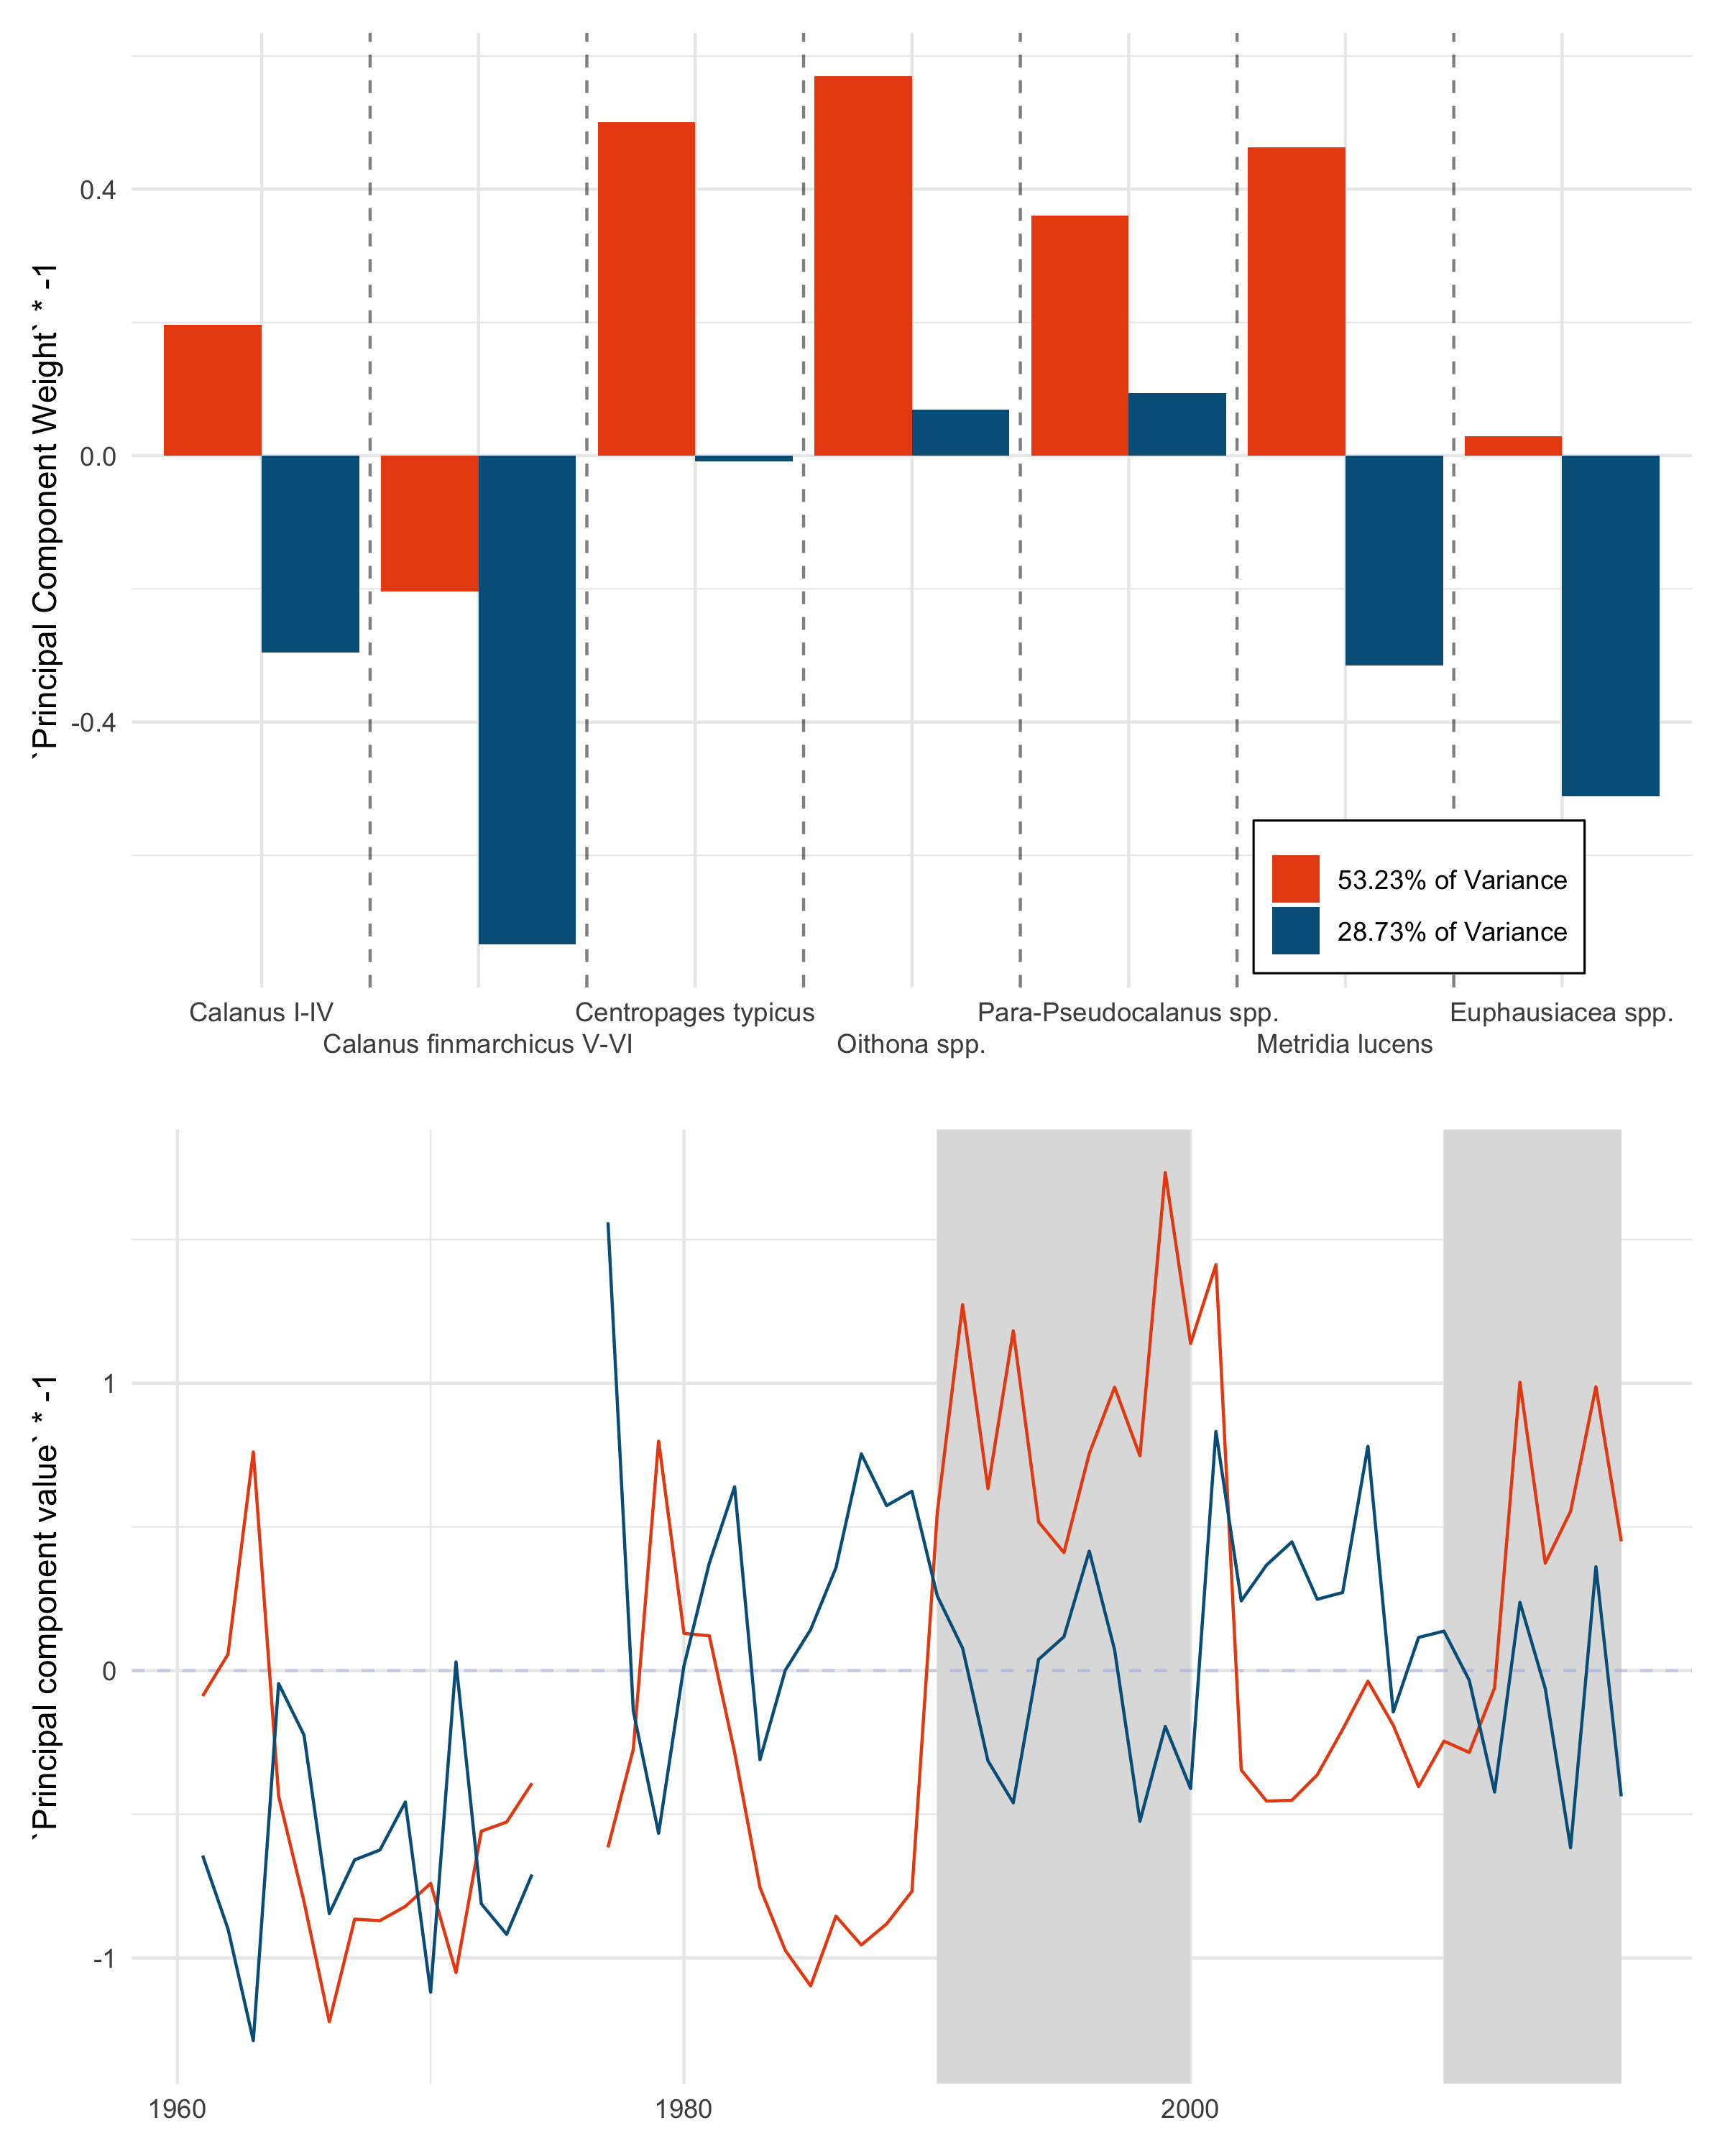 `Principal Component Weight` * -1
0.4
0.0
-0.4
53.23% of Variance
28.73% of Variance
Calanus I-IV
Centropages typicus
Para-Pseudocalanus spp.
Euphausiacea spp.
Calanus finmarchicus V-VI
Oithona spp.
Metridia lucens
`Principal component value` * -1
1
0
-1
1960
1980
2000